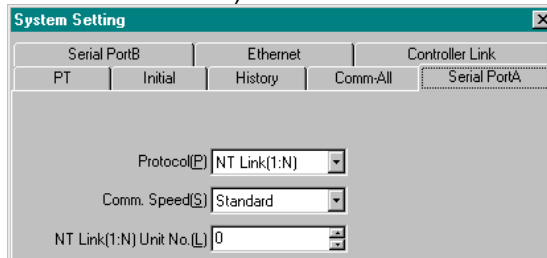 System Setting
Serial PortB Ethernet Controller Link
PT Initial History Comm-All Serial PortA
Protocol(P) NT Link(1:N)
Comm. Speed(S) Standard
NT Link(1:N) Unit No.(L) 0